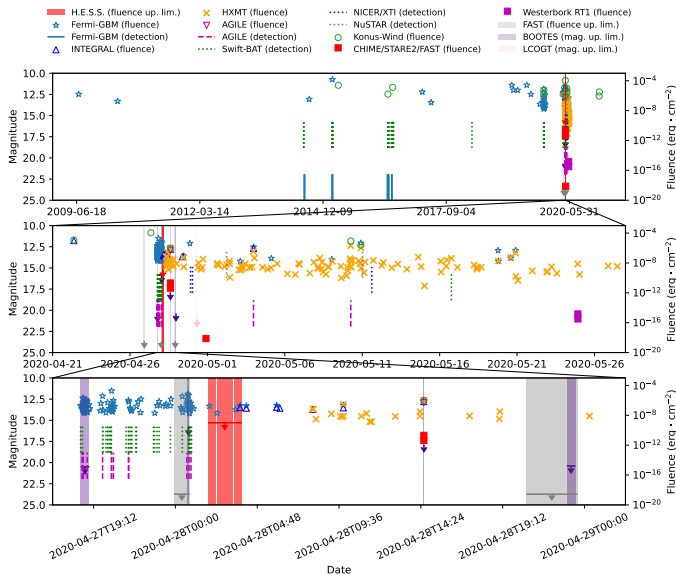 H.E.S.S. (fluence up. lim.)
Fermi-GBM (fluence)
Fermi-GBM (detection)
INTEGRAL (fluence)
HXMT (fluence)
AGILE (fluence)
AGILE (detection)
Swift-BAT (detection)
NICER/XTI (detection)
NuSTAR (detection)
Konus-Wind (fluence)
CHIME/STARE2/FAST (fluence)
Westerbork RT1 (fluence)
FAST (fluence up. lim.)
BOOTES (mag. up. lim.)
LCOGT (mag. up. lim.)
Magnitude
10.0
12.5
15.0
17.5
20.0
22.5
25.0
2009-06-18
2012-03-14
2014-12-09
2017-09-04
2020-05-31
10⁻⁴
10⁻⁸
10⁻¹²
10⁻¹⁶
10⁻²⁰
Fluence (erg · cm⁻²)
Magnitude
10.0
12.5
15.0
17.5
20.0
22.5
25.0
2020-04-21
2020-04-26
2020-05-01
2020-05-06
2020-05-11
2020-05-16
2020-05-21
2020-05-26
10⁻⁴
10⁻⁸
10⁻¹²
10⁻¹⁶
10⁻²⁰
Fluence (erg · cm⁻²)
Magnitude
10.0
12.5
15.0
17.5
20.0
22.5
25.0
2020-04-27T19:12
2020-04-28T00:00
2020-04-28T04:48
2020-04-28T09:36
2020-04-28T14:24
2020-04-28T19:12
2020-04-29T00:00
10⁻⁴
10⁻⁸
10⁻¹²
10⁻¹⁶
10⁻²⁰
Fluence (erg · cm⁻²)
Date